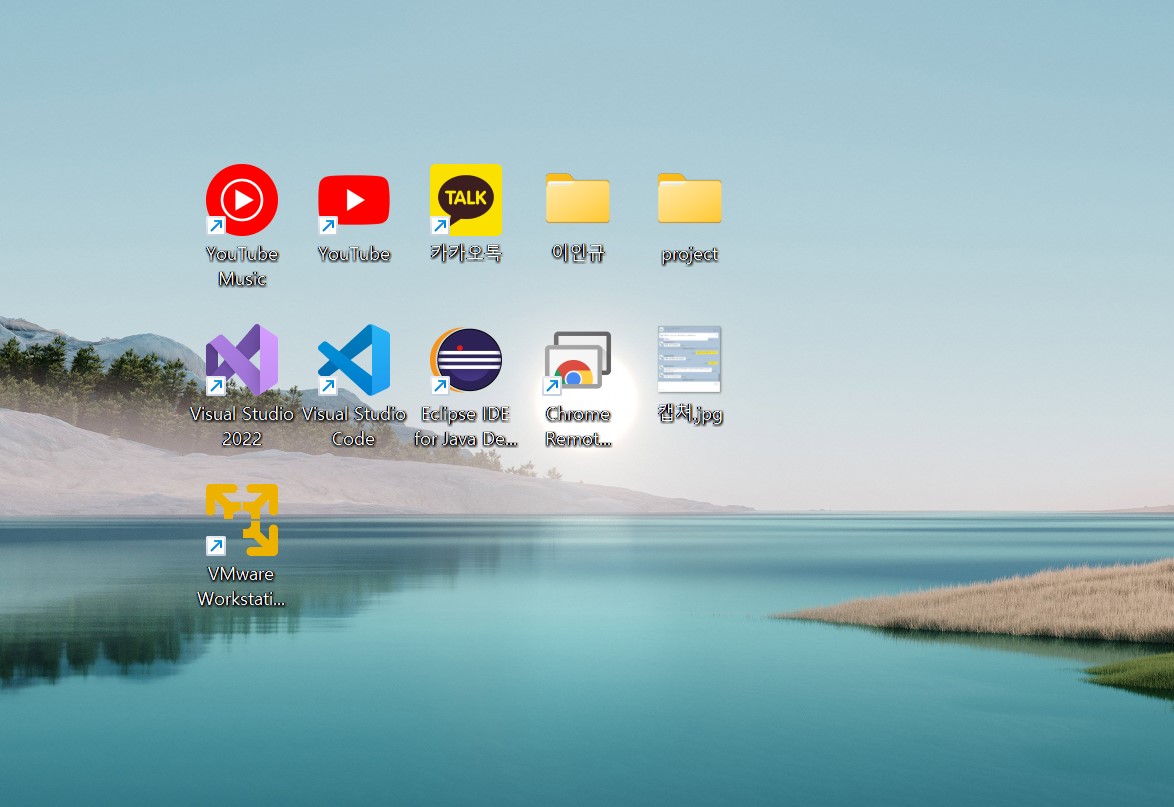 TALK
YouTube
Music
YouTube
카카오톡
이인규
project
Visual Studio
2022
Visual Studio
Code
Eclipse IDE
for Java De...
Chrome
Remot...
캡쳐.jpg
VMware
Workstati...